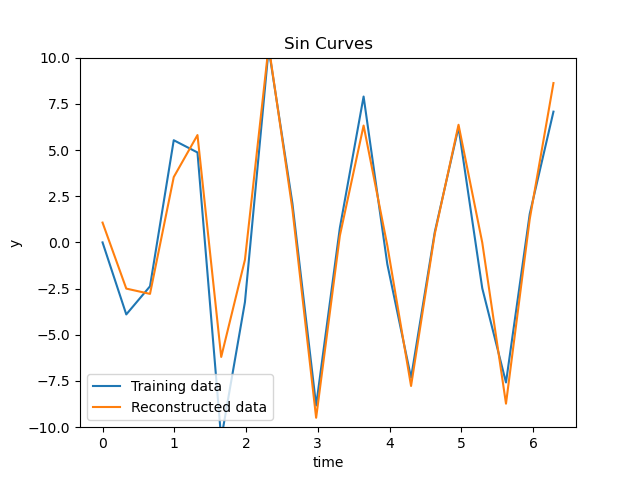 Sin Curves
10.0
7.5
5.0
2.5
0.0
−2.5
−5.0
−7.5
−10.0
y
Training data
Reconstructed data
0 1 2 3 4 5 6
time